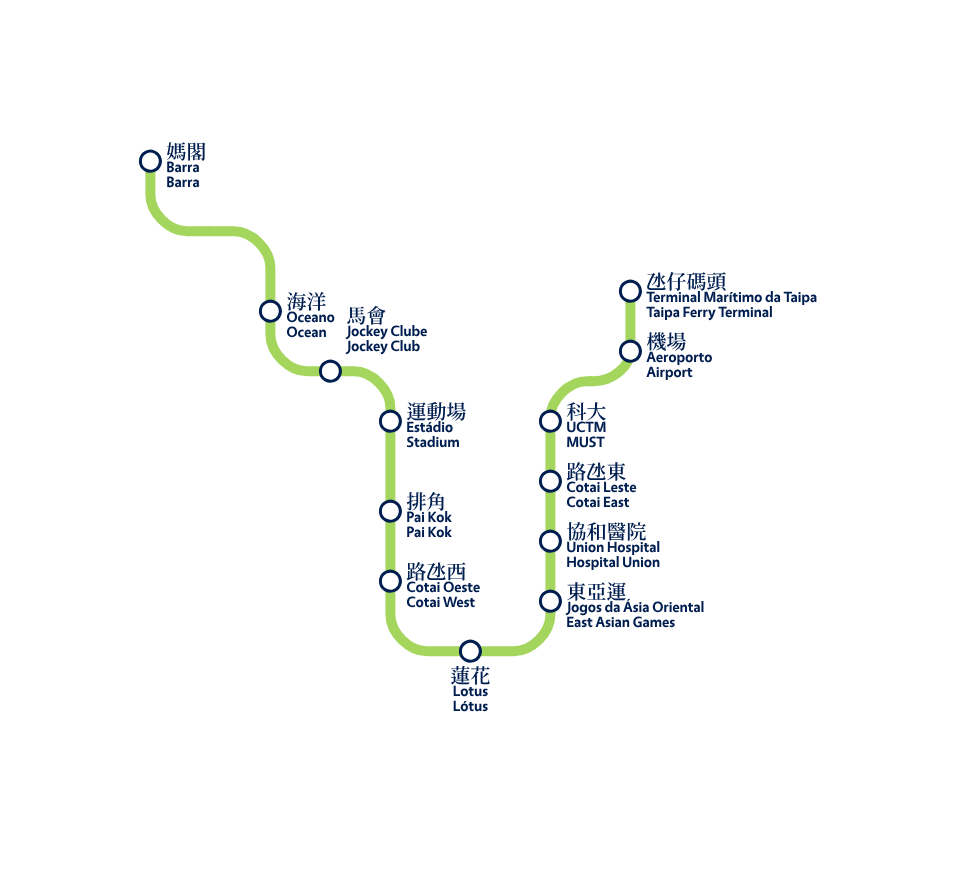 媽閣
Barra
Barra
海洋
Oceano
Ocean
馬會
Jockey Clube
Jockey Club
運動場
Estádio
Stadium
排角
Pai Kok
Pai Kok
路氹西
Cotai Oeste
Cotai West
蓮花
Lotus
Lótus
東亞運
Jogos da Ásia Oriental
East Asian Games
協和醫院
Union Hospital
Hospital Union
路氹東
Cotai Leste
Cotai East
科大
UCTM
MUST
機場
Aeroporto
Airport
氹仔碼頭
Terminal Marítimo da Taipa
Taipa Ferry Terminal